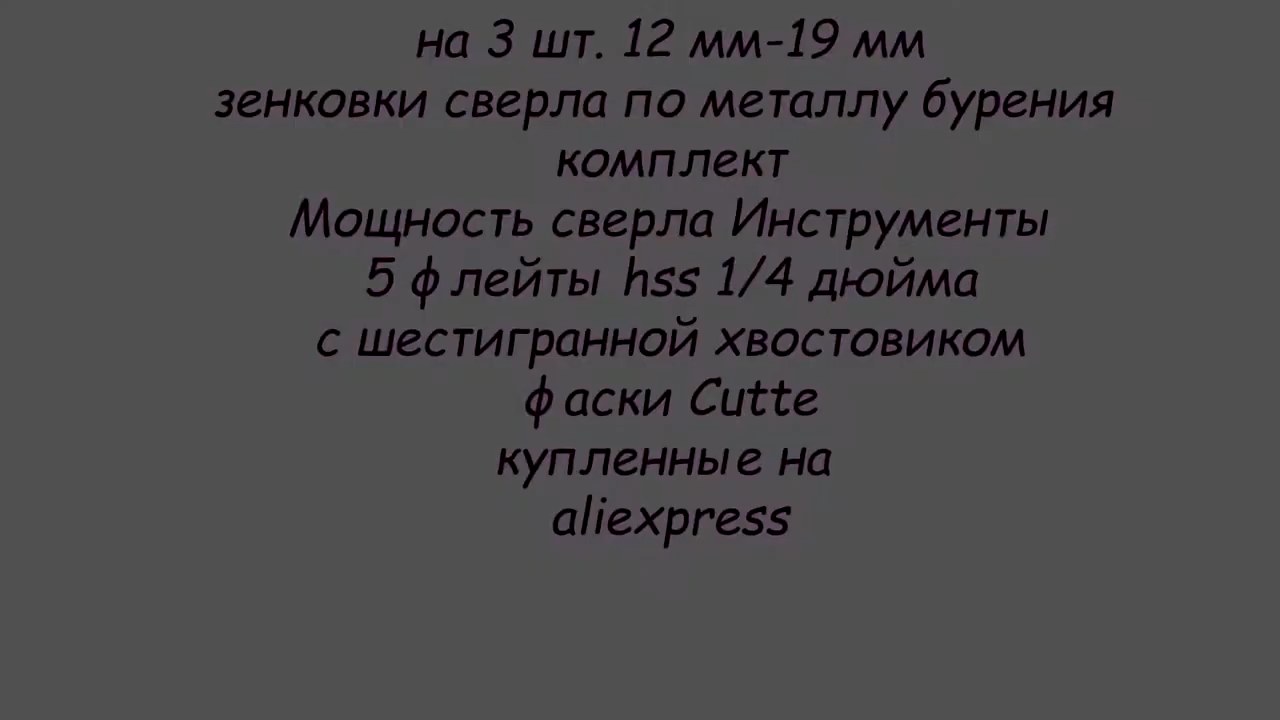 на 3 шт. 12 мм-19 мм
зенковки сверла по металлу бурения
комплект
Мощность сверла Инструменты
5 флейты hss 1/4 дюйма
с шестигранной хвостовиком
фаски Cutte
купленные на
aliexpress